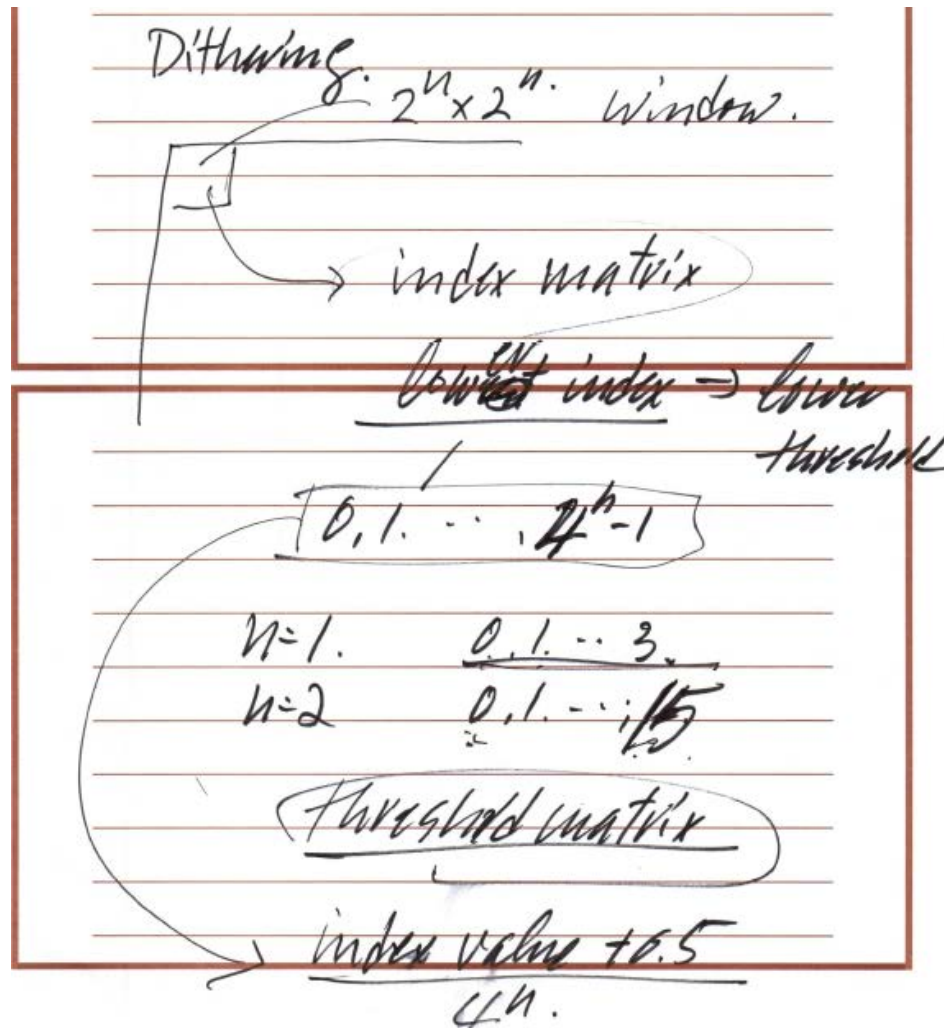 Dithering.
2^n x 2^n. window.
index matrix
lower index → lower
threshold
0, 1. ... , 4^n - 1
n=1. 0, 1. .. 3.
n=2 0, 1. - .. , 15
threshold matrix
index value + 0.5
4^n.